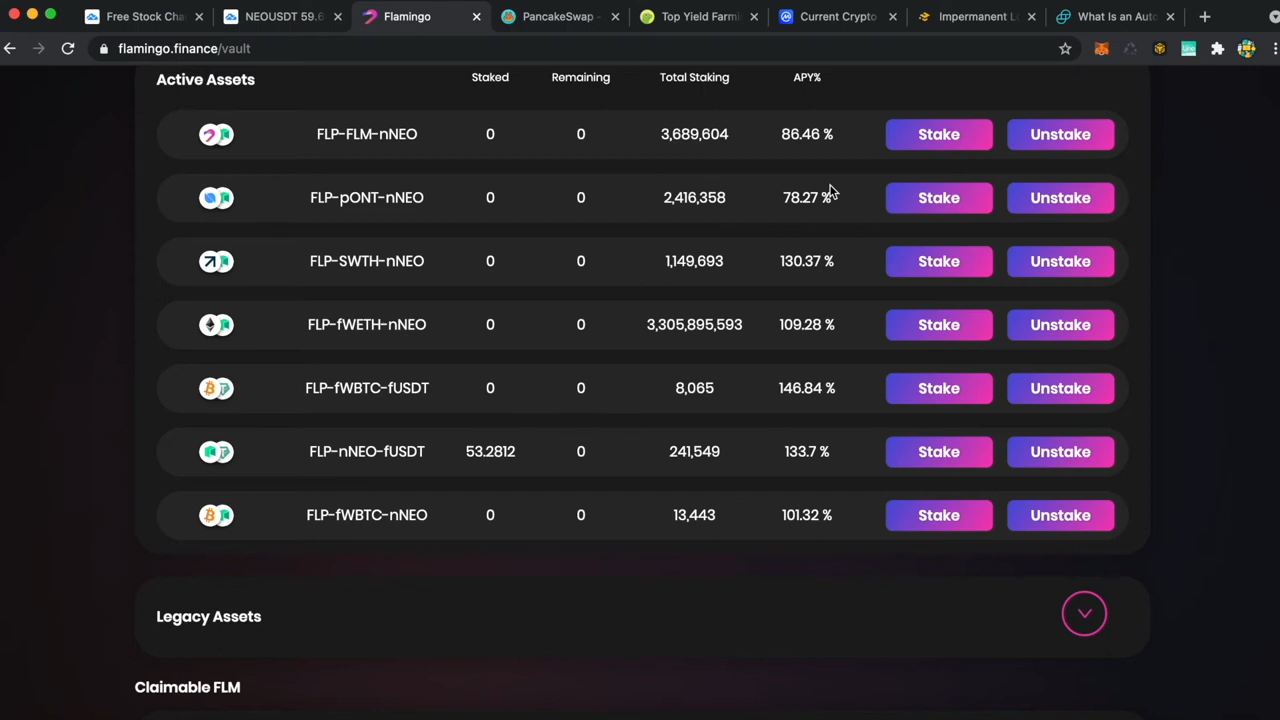 Free Stock Cha
NEOUSDT 59.6
Flamingo
PancakeSwap -
Top Yield Farmi
Current Crypto
Impermanent L
What Is an Auto
flamingo.finance/vault
Active Assets Staked Remaining Total Staking APY%
FLP-FLM-nNEO 0 0 3,689,604 86.46 % Stake Unstake
FLP-pONT-nNEO 0 0 2,416,358 78.27 % Stake Unstake
FLP-SWTH-nNEO 0 0 1,149,693 130.37 % Stake Unstake
FLP-fWETH-nNEO 0 0 3,305,895,593 109.28 % Stake Unstake
FLP-fWBTC-fUSDT 0 0 8,065 146.84 % Stake Unstake
FLP-nNEO-fUSDT 53.2812 0 241,549 133.7 % Stake Unstake
FLP-fWBTC-nNEO 0 0 13,443 101.32 % Stake Unstake
Legacy Assets
Claimable FLM